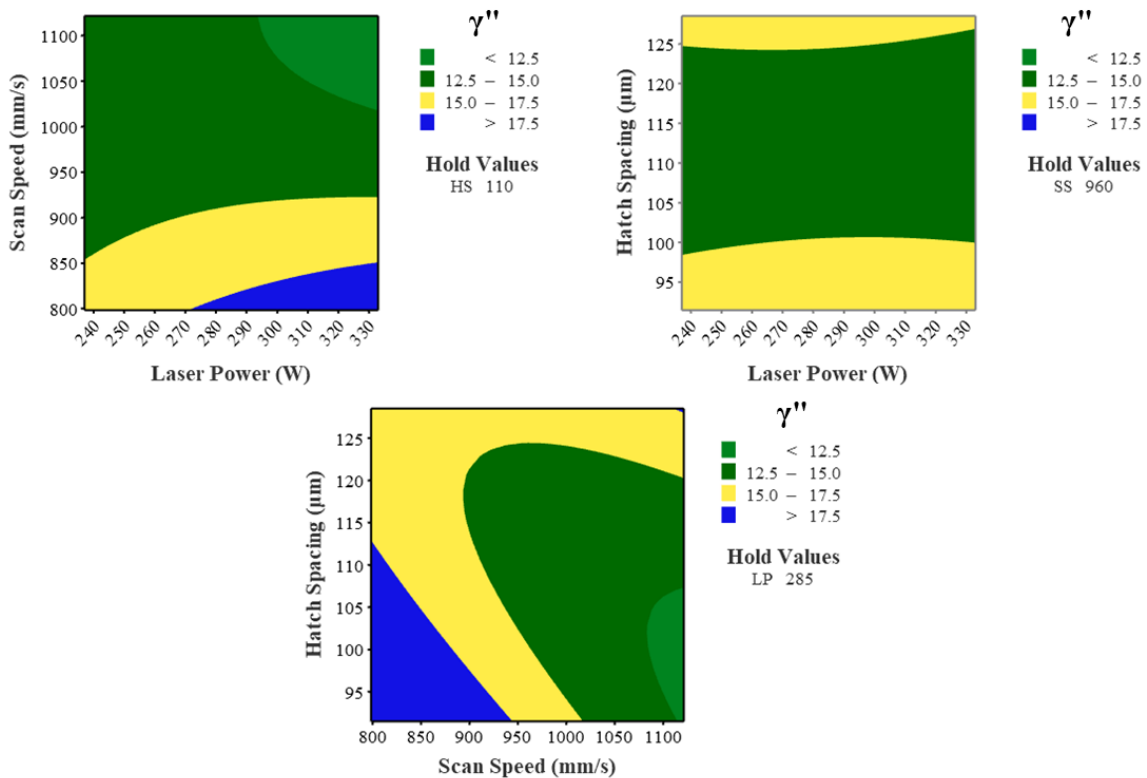 γ''
< 12.5
12.5 – 15.0
15.0 – 17.5
> 17.5
Hold Values
HS 110
Scan Speed (mm/s)
1100
1050
1000
950
900
850
800
240 250 260 270 280 290 300 310 320 330
Laser Power (W)
γ''
< 12.5
12.5 – 15.0
15.0 – 17.5
> 17.5
Hold Values
SS 960
Hatch Spacing (μm)
125
120
115
110
105
100
95
240 250 260 270 280 290 300 310 320 330
Laser Power (W)
γ''
< 12.5
12.5 – 15.0
15.0 – 17.5
> 17.5
Hold Values
LP 285
Hatch Spacing (μm)
125
120
115
110
105
100
95
800 850 900 950 1000 1050 1100
Scan Speed (mm/s)